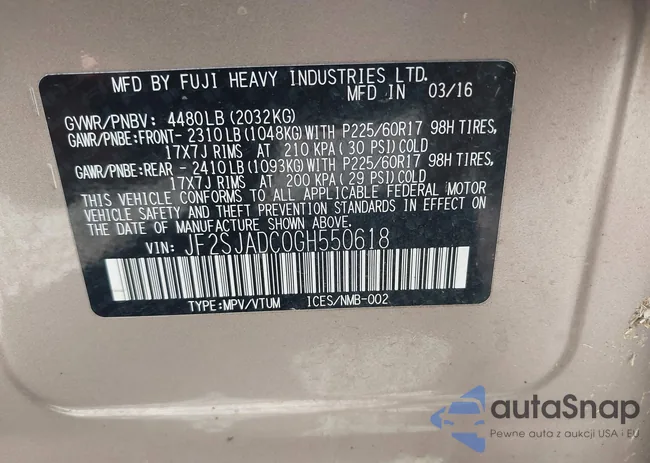 MFD BY FUJI HEAVY INDUSTRIES LTD.
MFD IN 03/16
GVWR/PNBV: 4480LB (2032KG)
GAWR/PNBE:FRONT- 2310LB (1048KG) WITH P225/60R17 98H TIRES,
17X7J RIMS AT 210 KPA (30 PSI) COLD
GAWR/PNBE:REAR - 2410LB (1093KG) WITH P225/60R17 98H TIRES,
17X7J RIMS AT 200 KPA (29 PSI) COLD
THIS VEHICLE CONFORMS TO ALL APPLICABLE FEDERAL MOTOR
VEHICLE SAFETY AND THEFT PREVENTION STANDARDS IN EFFECT ON
THE DATE OF MANUFACTURE SHOWN ABOVE.
VIN: JF2SJADC0GH550618
TYPE:MPV/VTUM ICES/NMB-002
autaSnap
Pewne auta z aukcji USA i EU